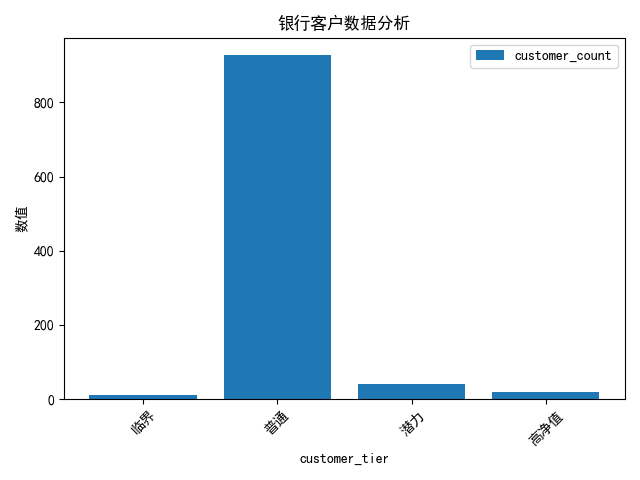 银行客户数据分析
customer_count
数值
800
600
400
200
0
临界
普通
潜力
高净值
customer_tier